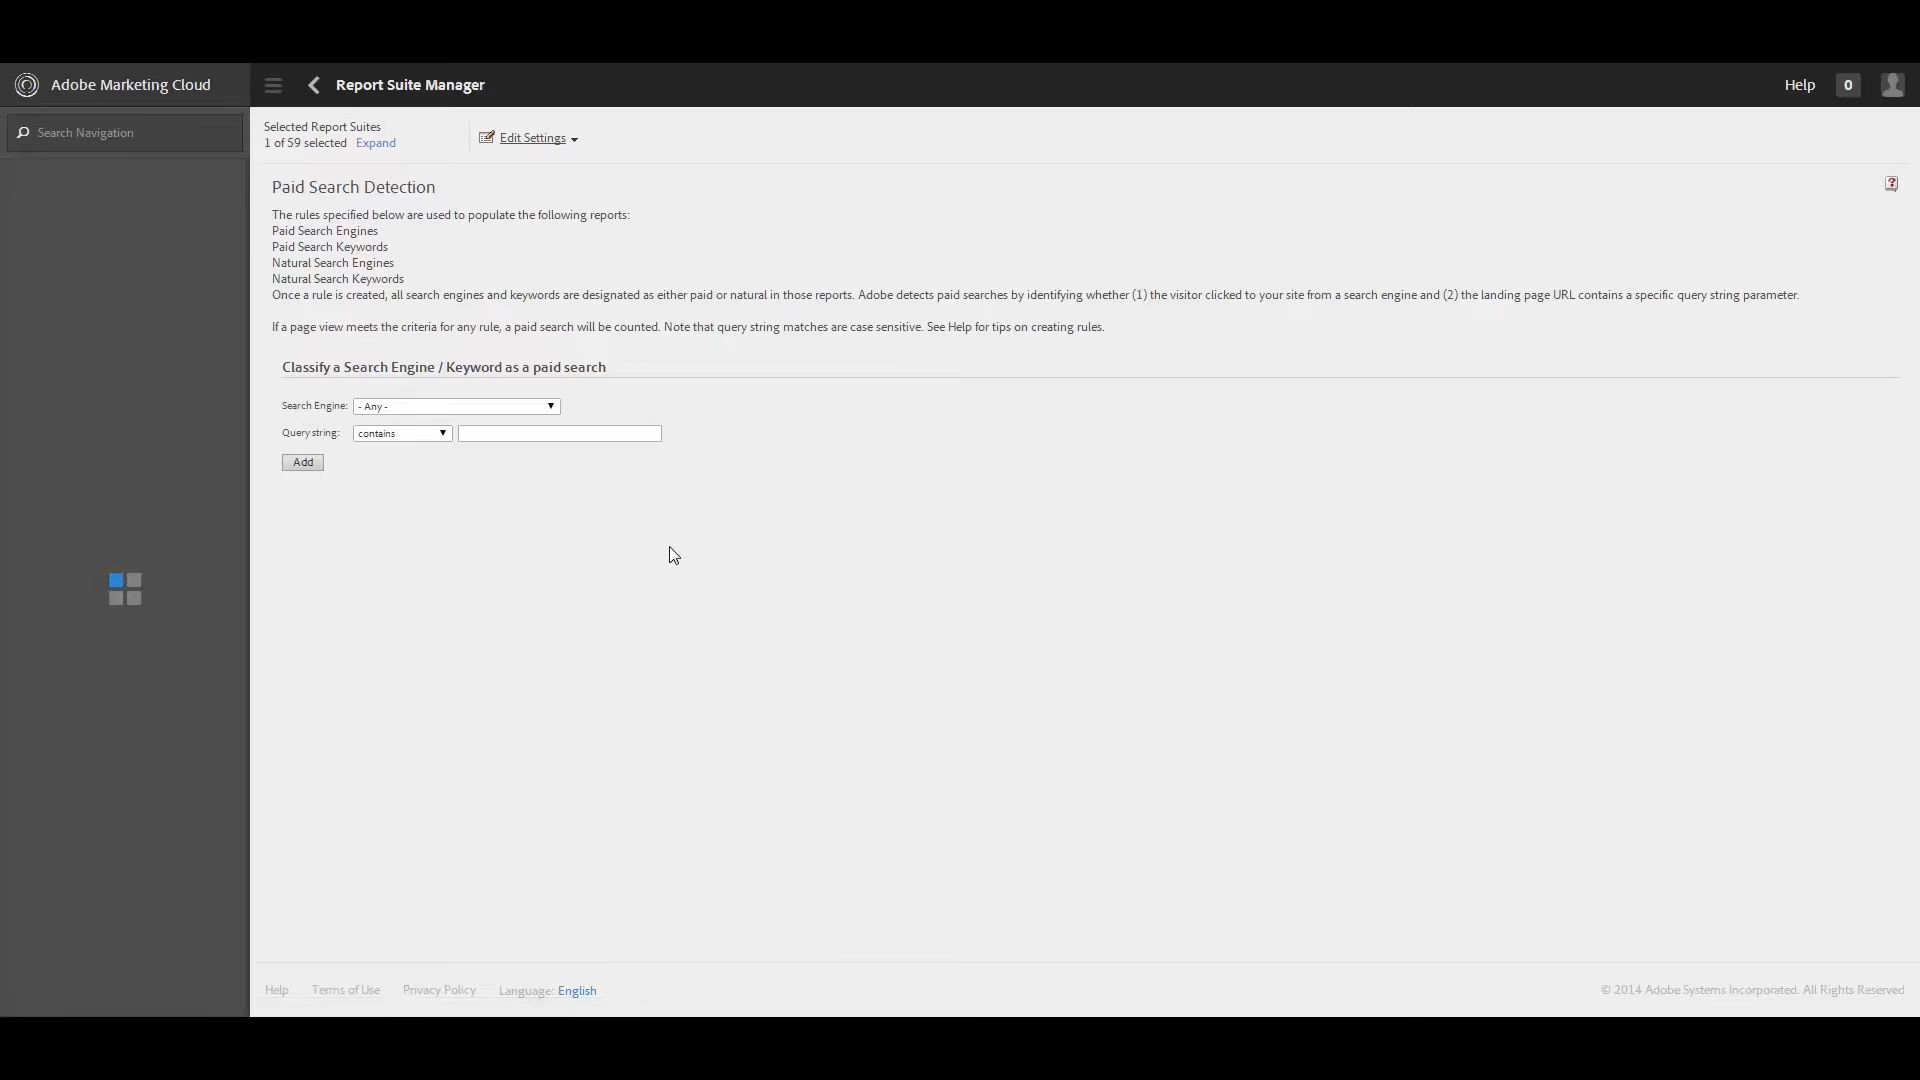 Adobe Marketing Cloud
Report Suite Manager
Help
0
Search Navigation
Selected Report Suites
1 of 59 selected Expand
Edit Settings
Paid Search Detection
The rules specified below are used to populate the following reports:
Paid Search Engines
Paid Search Keywords
Natural Search Engines
Natural Search Keywords
Once a rule is created, all search engines and keywords are designated as either paid or natural in those reports. Adobe detects paid searches by identifying whether (1) the visitor clicked to your site from a search engine and (2) the landing page URL contains a specific query string parameter.
If a page view meets the criteria for any rule, a paid search will be counted. Note that query string matches are case sensitive. See Help for tips on creating rules.
Classify a Search Engine / Keyword as a paid search
Search Engine: - Any -
Query string: contains
Add
Help Terms of Use Privacy Policy Language: English
© 2014 Adobe Systems Incorporated. All Rights Reserved